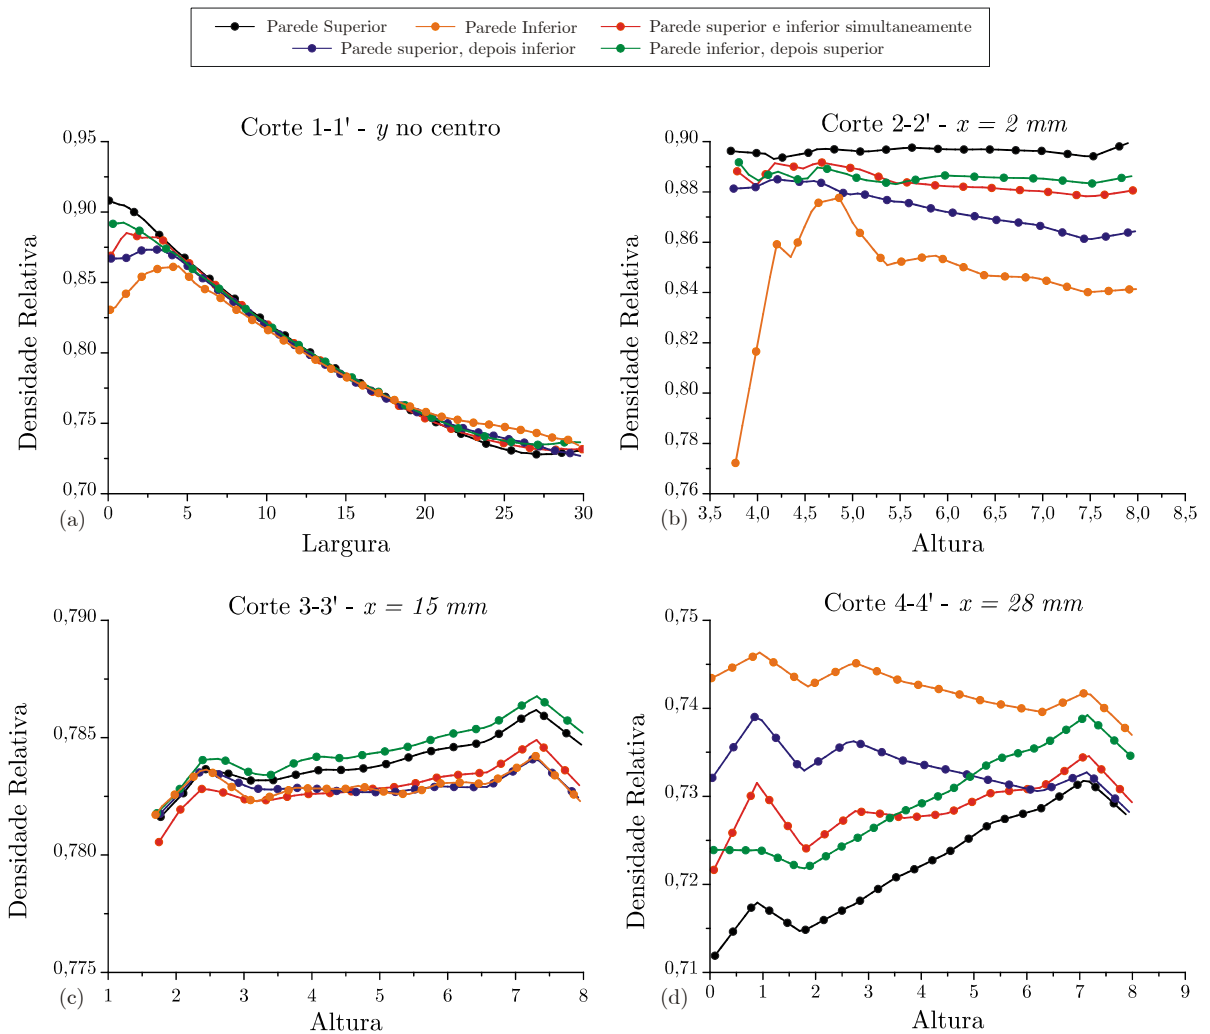 Parede Superior Parede Inferior Parede superior e inferior simultaneamente
Parede superior, depois inferior Parede inferior, depois superior
Corte 1-1' - y no centro
0,95
0,90
0,85
0,80
0,75
0,70
Densidade Relativa
0 5 10 15 20 25 30
(a)
Largura
Corte 2-2' - x = 2 mm
0,90
0,88
0,86
0,84
0,82
0,80
0,78
0,76
Densidade Relativa
3,5 4,0 4,5 5,0 5,5 6,0 6,5 7,0 7,5 8,0 8,5
(b)
Altura
Corte 3-3' - x = 15 mm
0,790
0,785
0,780
0,775
Densidade Relativa
1 2 3 4 5 6 7 8
(c)
Altura
Corte 4-4' - x = 28 mm
0,75
0,74
0,73
0,72
0,71
Densidade Relativa
0 1 2 3 4 5 6 7 8 9
(d)
Altura